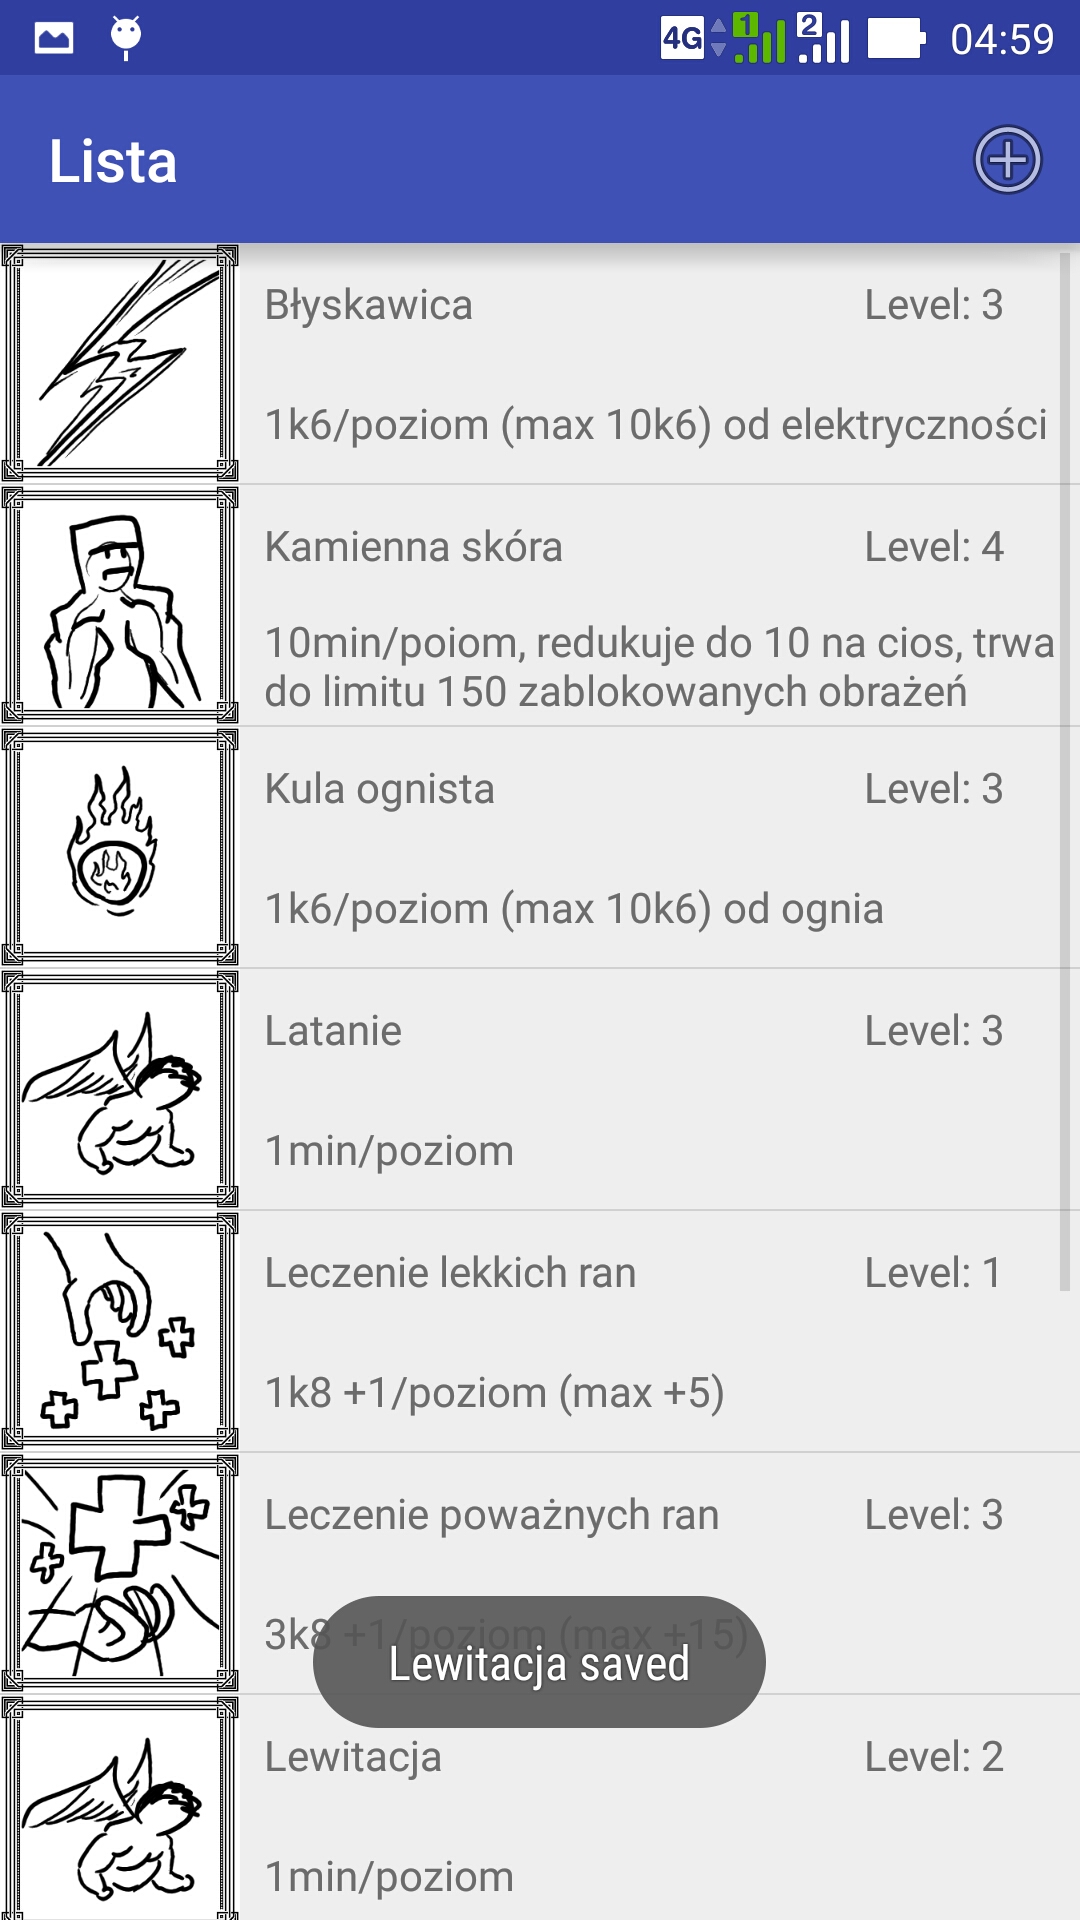 4G 1 2 04:59
Lista
Błyskawica Level: 3
1k6/poziom (max 10k6) od elektryczności
Kamienna skóra Level: 4
10min/poiom, redukuje do 10 na cios, trwa
do limitu 150 zablokowanych obrażeń
Kula ognista Level: 3
1k6/poziom (max 10k6) od ognia
Latanie Level: 3
1min/poziom
Leczenie lekkich ran Level: 1
1k8 +1/poziom (max +5)
Leczenie poważnych ran Level: 3
3k8 +1/poziom (max +15)
Lewitacja saved
Lewitacja Level: 2
1min/poziom